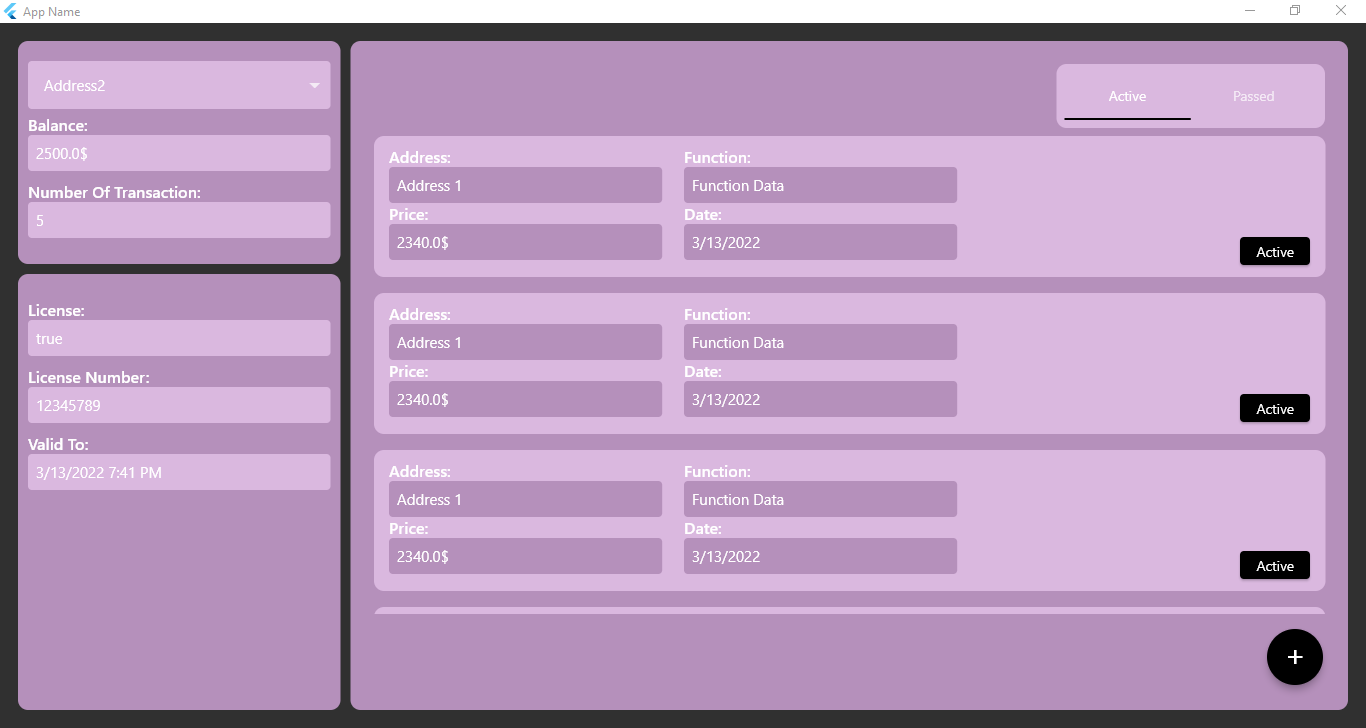 App Name
Address2
Balance:
2500.0$
Number Of Transaction:
5
License:
true
License Number:
12345789
Valid To:
3/13/2022 7:41 PM
Active Passed
Address: Function:
Address 1 Function Data
Price: Date:
2340.0$ 3/13/2022
Active
Address: Function:
Address 1 Function Data
Price: Date:
2340.0$ 3/13/2022
Active
Address: Function:
Address 1 Function Data
Price: Date:
2340.0$ 3/13/2022
Active
+